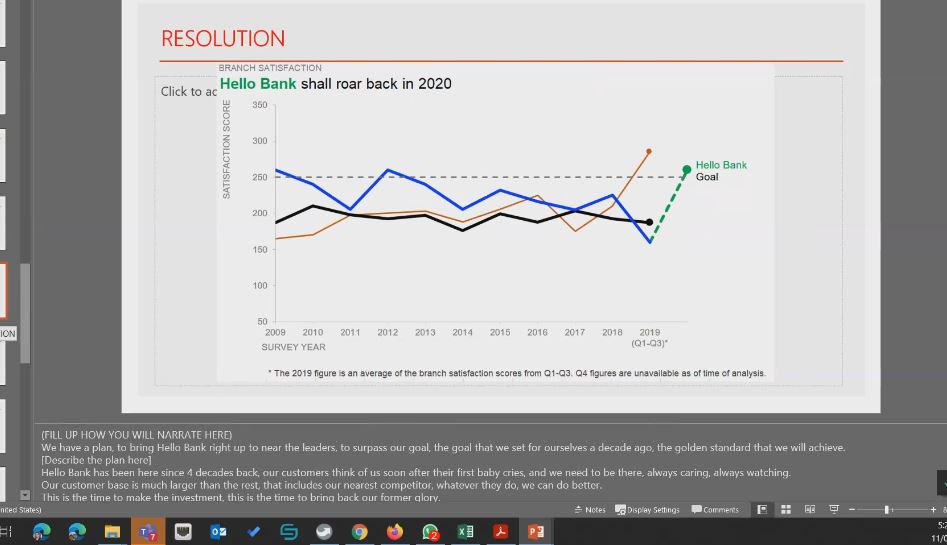 RESOLUTION
BRANCH SATISFACTION
Click to
Hello Bank shall roar back in 2020
SATISFACTION SCORE
350
300
250
200
150
100
50
Hello Bank
Goal
2009 2010 2011 2012 2013 2014 2015 2016 2017 2018 2019
(Q1-Q3)*
SURVEY YEAR
* The 2019 figure is an average of the branch satisfaction scores from Q1-Q3. Q4 figures are unavailable as of time of analysis.
ION
(FILL UP HOW YOU WILL NARRATE HERE)
We have a plan, to bring Hello Bank right up to near the leaders, to surpass our goal, the goal that we set for ourselves a decade ago, the golden standard that we will achieve.
[Describe the plan here]
Hello Bank has been here since 4 decades back, our customers think of us soon after their first baby cries, and we need to be there, always caring, always watching.
Our customer base is much larger than the rest, that includes our nearest competitor, whatever they do, we can do better.
This is the time to make the investment, this is the time to bring back our former glory.
nited States)
Notes Display Settings Comments